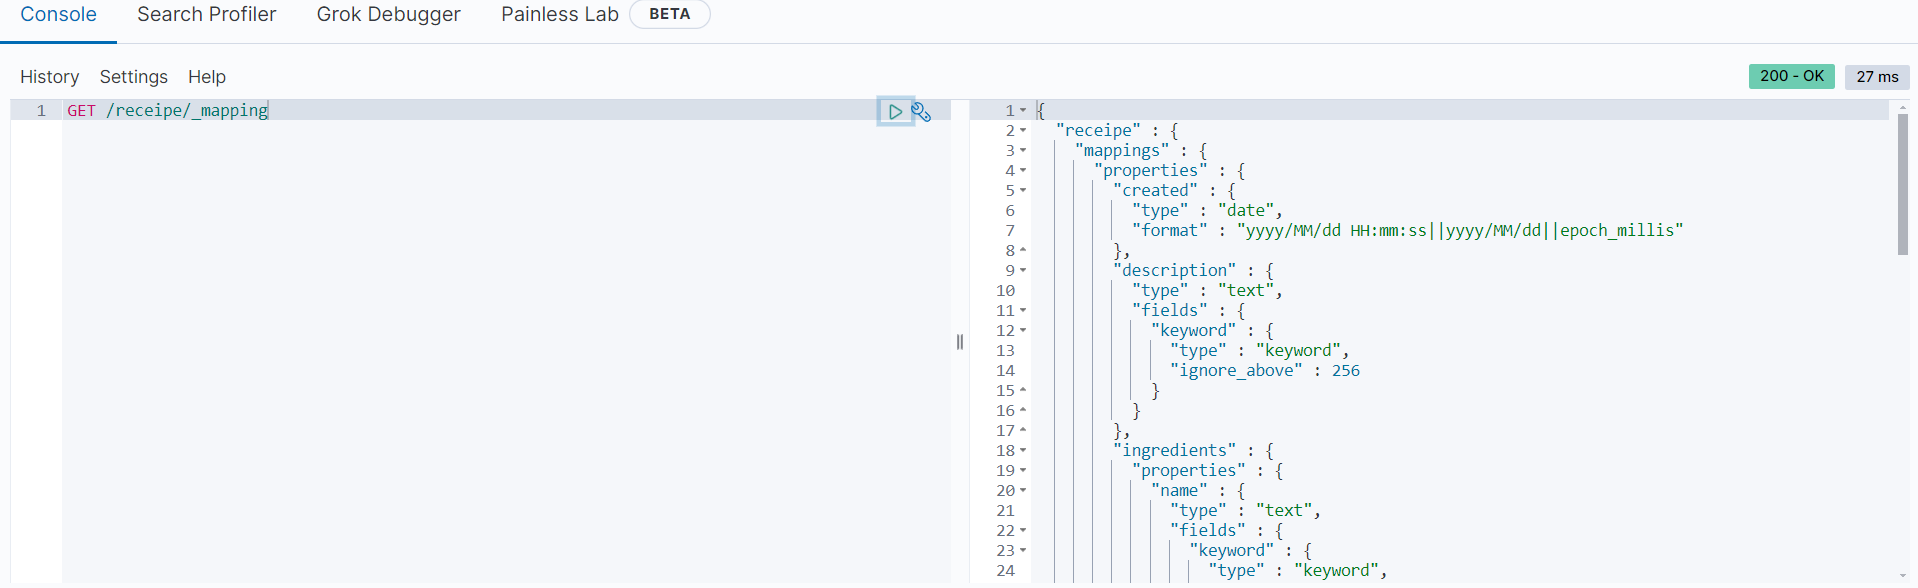 Console Search Profiler Grok Debugger Painless Lab BETA
History Settings Help
200 - OK 27 ms
1 GET /receipe/_mapping
1 {
2 "receipe" : {
3 "mappings" : {
4 "properties" : {
5 "created" : {
6 "type" : "date",
7 "format" : "yyyy/MM/dd HH:mm:ss||yyyy/MM/dd||epoch_millis"
8 },
9 "description" : {
10 "type" : "text",
11 "fields" : {
12 "keyword" : {
13 "type" : "keyword",
14 "ignore_above" : 256
15 }
16 }
17 },
18 "ingredients" : {
19 "properties" : {
20 "name" : {
21 "type" : "text",
22 "fields" : {
23 "keyword" : {
24 "type" : "keyword",